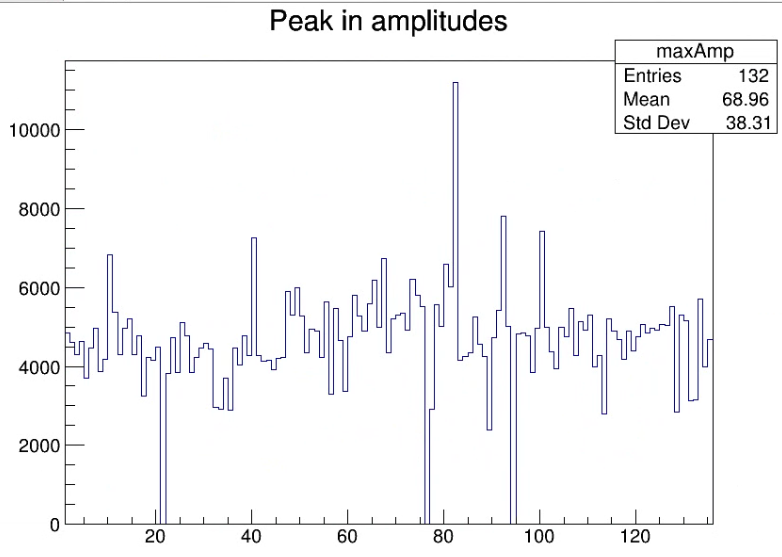 Peak in amplitudes
maxAmp
Entries 132
Mean 68.96
Std Dev 38.31
10000
8000
6000
4000
2000
0
20 40 60 80 100 120